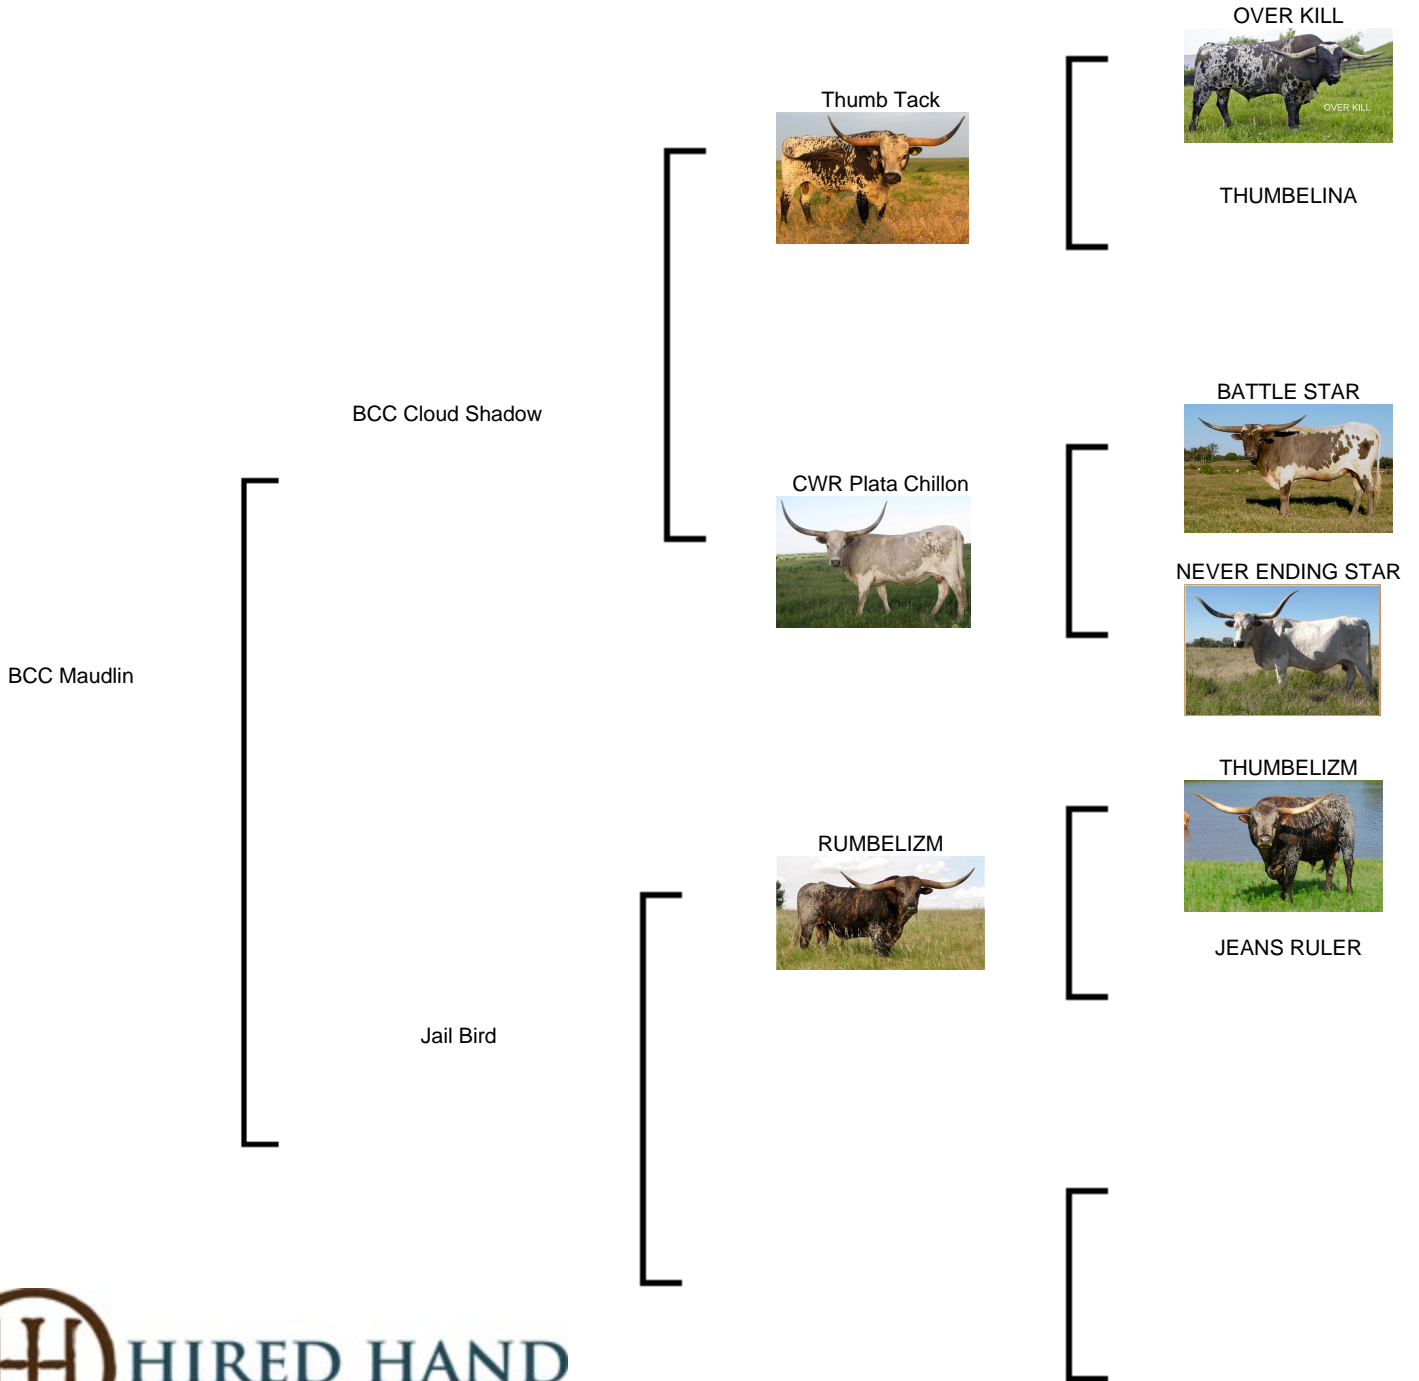 OVER KILL
OVER KILL
Thumb Tack
THUMBELINA
BATTLE STAR
BCC Cloud Shadow
CWR Plata Chillon
NEVER ENDING STAR
BCC Maudlin
THUMBELIZM
RUMBELIZM
JEANS RULER
Jail Bird
HIRED HAND